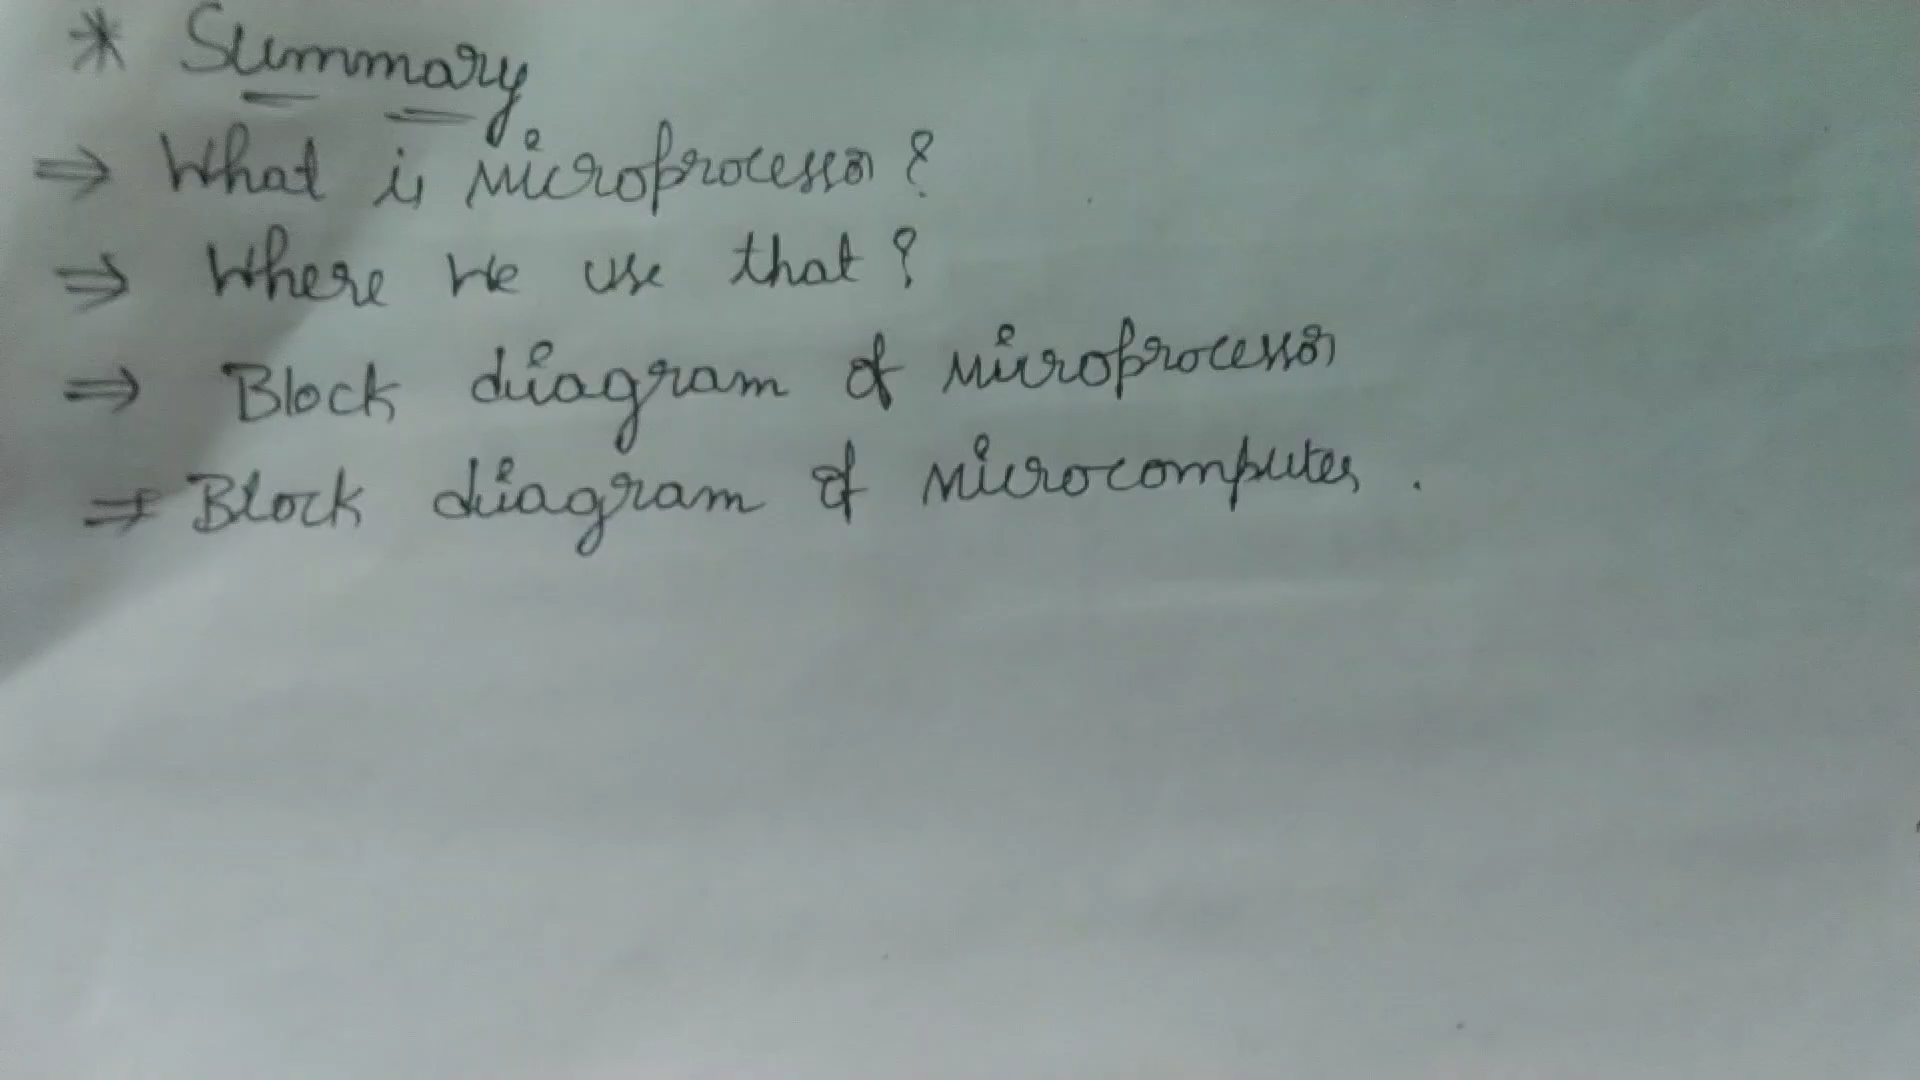 * Summary
⇒ What is microprocessor?
⇒ Where we use that?
⇒ Block diagram of microprocessor
⇒ Block diagram of microcomputer.